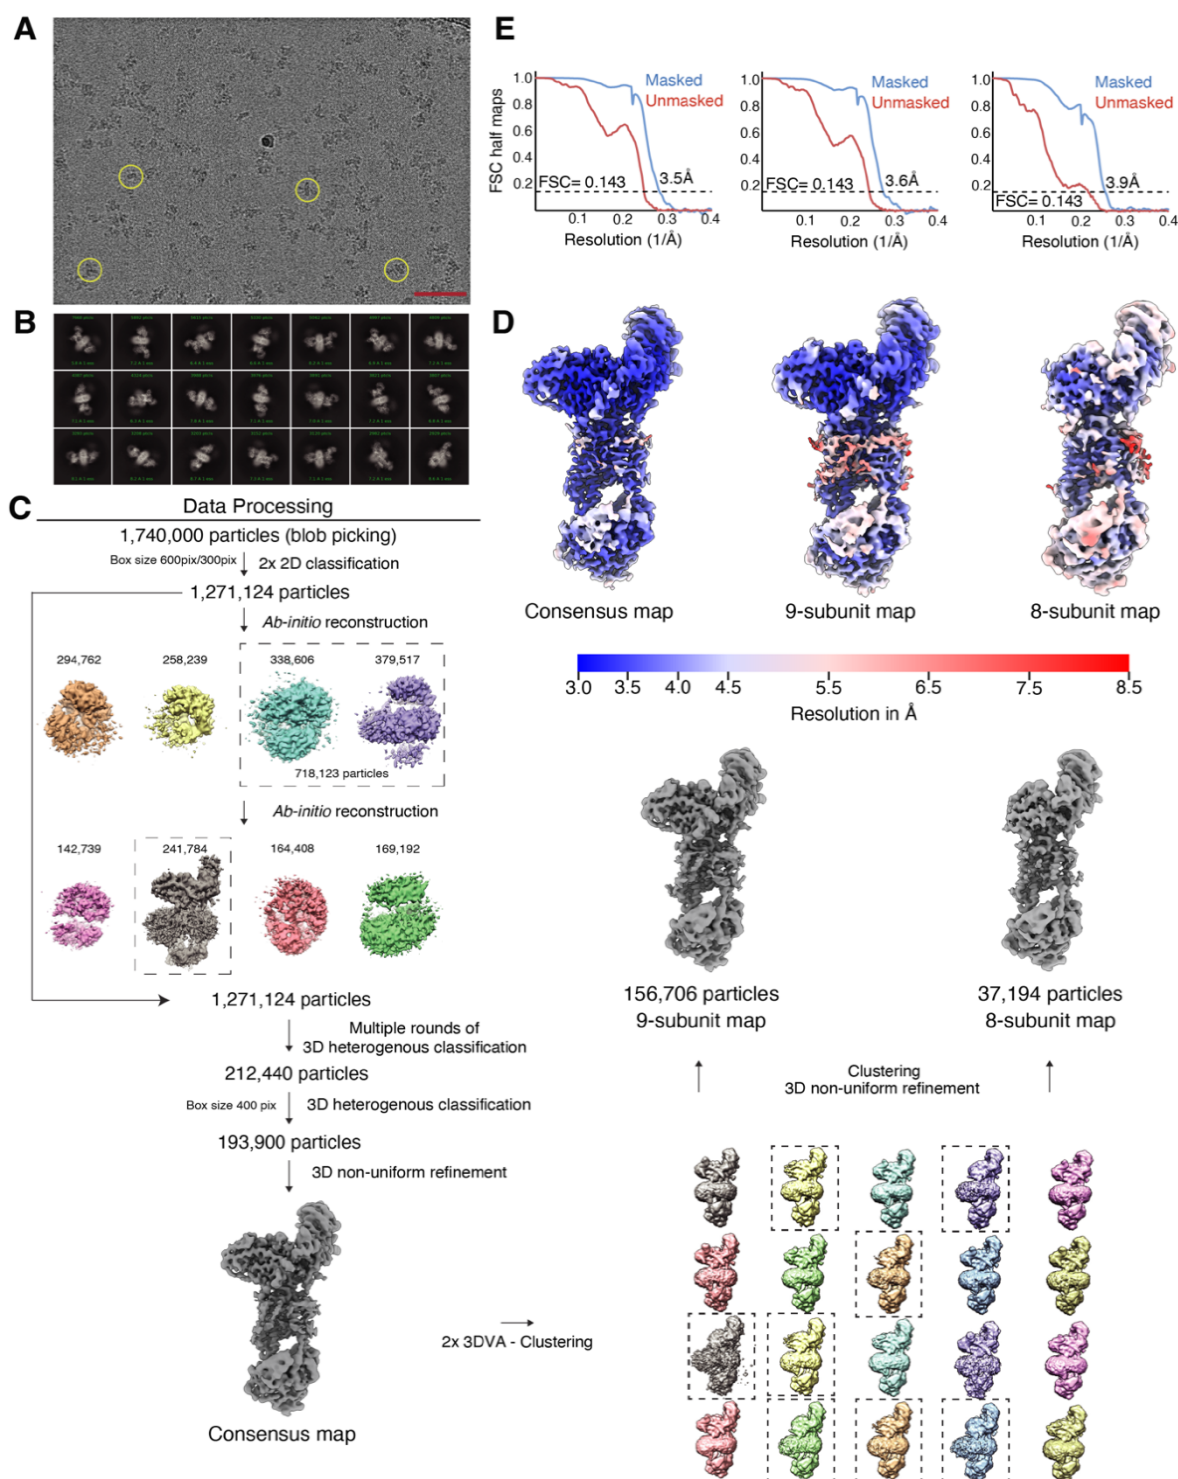 A
B
Data Processing
C
1,740,000 particles (blob picking)
Box size 600pix/300pix
2x 2D classification
1,271,124 particles
Ab-initio reconstruction
294,762
258,239
338,606
379,517
718,123 particles
Ab-initio reconstruction
142,739
241,784
164,408
169,192
1,271,124 particles
Multiple rounds of
3D heterogenous classification
212,440 particles
Box size 400 pix
3D heterogenous classification
193,900 particles
3D non-uniform refinement
Consensus map
2x 3DVA - Clustering
E
FSC half maps
1.0
0.8
0.6
0.4
0.2
Masked
Unmasked
FSC= 0.143
3.5Å
0.1
0.2
0.3
0.4
Resolution (1/Å)
1.0
0.8
0.6
0.4
0.2
Masked
Unmasked
FSC= 0.143
3.6Å
0.1
0.2
0.3
0.4
Resolution (1/Å)
1.0
0.8
0.6
0.4
0.2
Masked
Unmasked
FSC= 0.143
3.9Å
0.1
0.2
0.3
0.4
Resolution (1/Å)
D
Consensus map
9-subunit map
8-subunit map
3.0
3.5
4.0
4.5
5.5
6.5
7.5
8.5
Resolution in Å
156,706 particles
9-subunit map
37,194 particles
8-subunit map
Clustering
3D non-uniform refinement